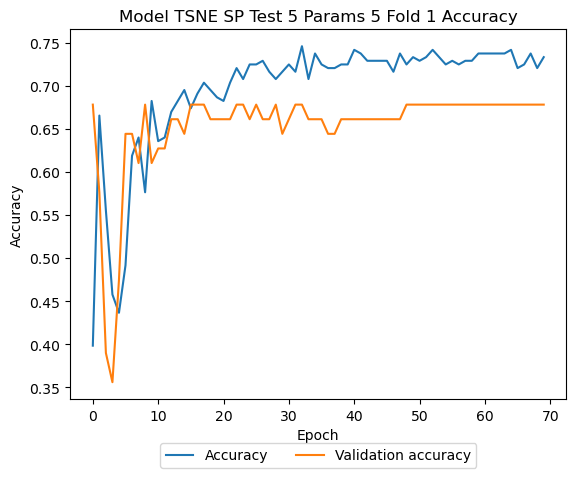 Model TSNE SP Test 5 Params 5 Fold 1 Accuracy
0.75
0.70
0.65
0.60
0.55
0.50
0.45
0.40
0.35
Accuracy
0 10 20 30 40 50 60 70
Epoch
Accuracy Validation accuracy